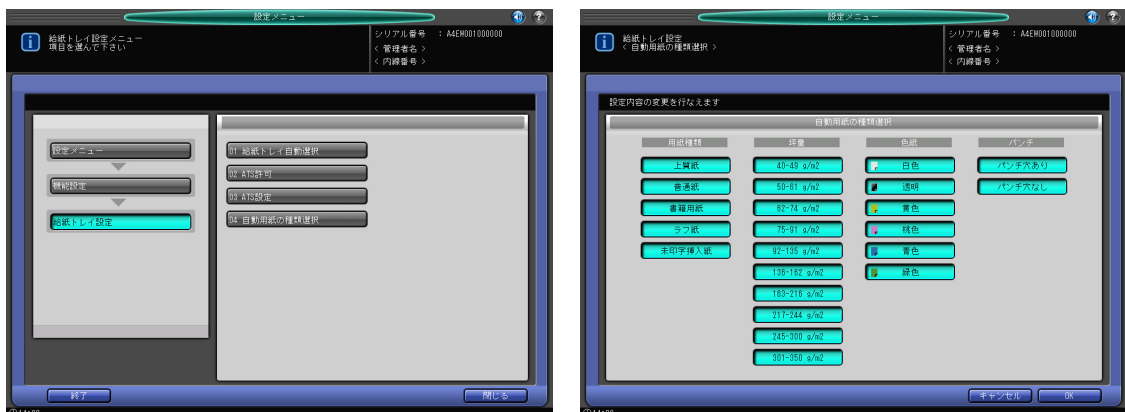 設定メニュー
給紙トレイ設定メニュー
項目を選んで下さい
シリアル番号 : A4EW001000000
< 管理者名 >
< 内線番号 >
設定メニュー
機能設定
給紙トレイ設定
01 給紙トレイ自動選択
02 ATS許可
03 ATS設定
04 自動用紙の種類選択
終了
閉じる
設定メニュー
給紙トレイ設定
< 自動用紙の種類選択 >
シリアル番号 : A4EW001000000
< 管理者名 >
< 内線番号 >
設定内容の変更を行なえます
自動用紙の種類選択
用紙種類 坪量 色紙 パンチ
上質紙 40-49 g/m2 白色 パンチ穴あり
普通紙 50-61 g/m2 透明 パンチ穴なし
書籍用紙 62-74 g/m2 黄色
ラフ紙 75-91 g/m2 桃色
未印字挿入紙 92-135 g/m2 青色
136-162 g/m2 緑色
163-216 g/m2
217-244 g/m2
245-300 g/m2
301-350 g/m2
キャンセル OK